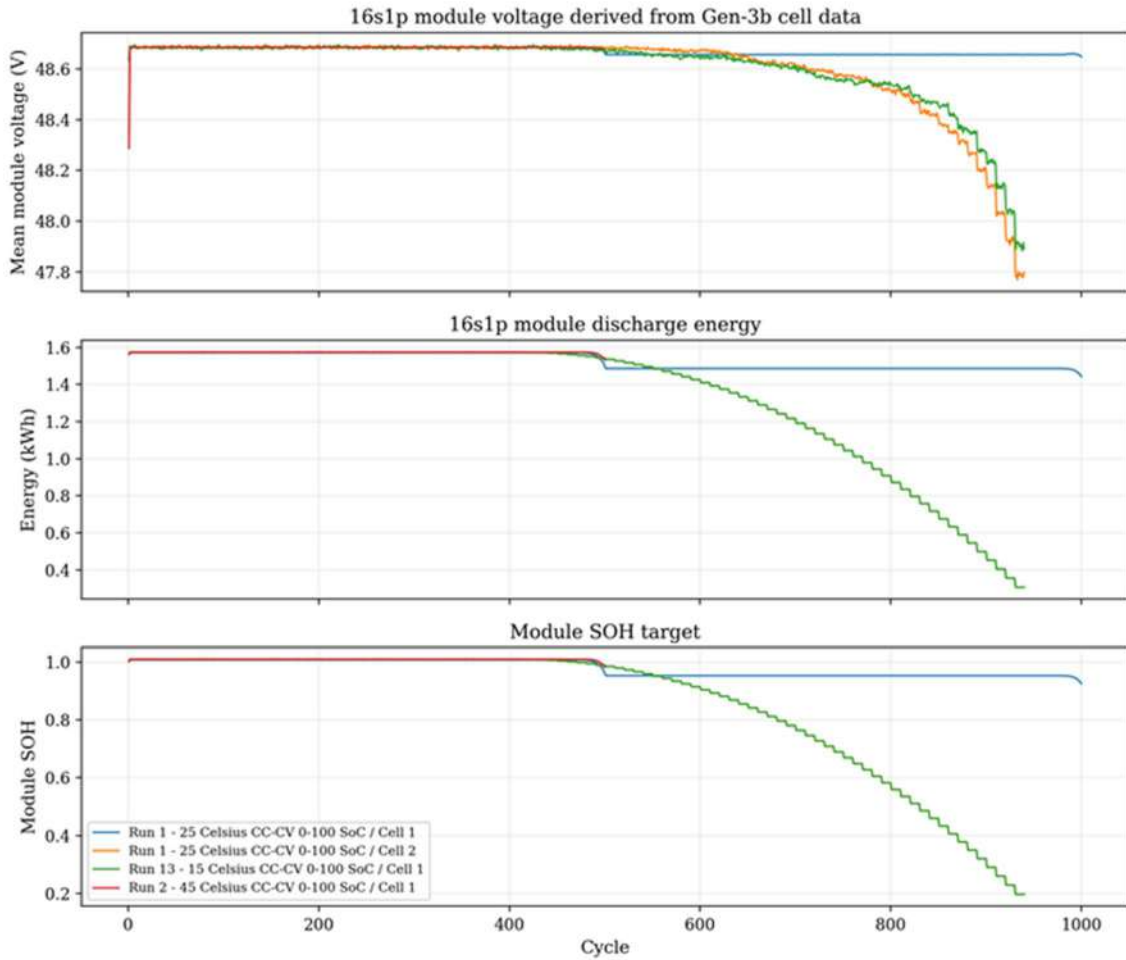 16s1p module voltage derived from Gen-3b cell data
Mean module voltage (V)
48.6
48.4
48.2
48.0
47.8
16s1p module discharge energy
Energy (kWh)
1.6
1.4
1.2
1.0
0.8
0.6
0.4
Module SOH target
Module SOH
1.0
0.8
0.6
0.4
0.2
Run 1 - 25 Celsius CC-CV 0-100 SoC / Cell 1
Run 1 - 25 Celsius CC-CV 0-100 SoC / Cell 2
Run 13 - 15 Celsius CC-CV 0-100 SoC / Cell 1
Run 2 - 45 Celsius CC-CV 0-100 SoC / Cell 1
0 200 400 600 800 1000
Cycle